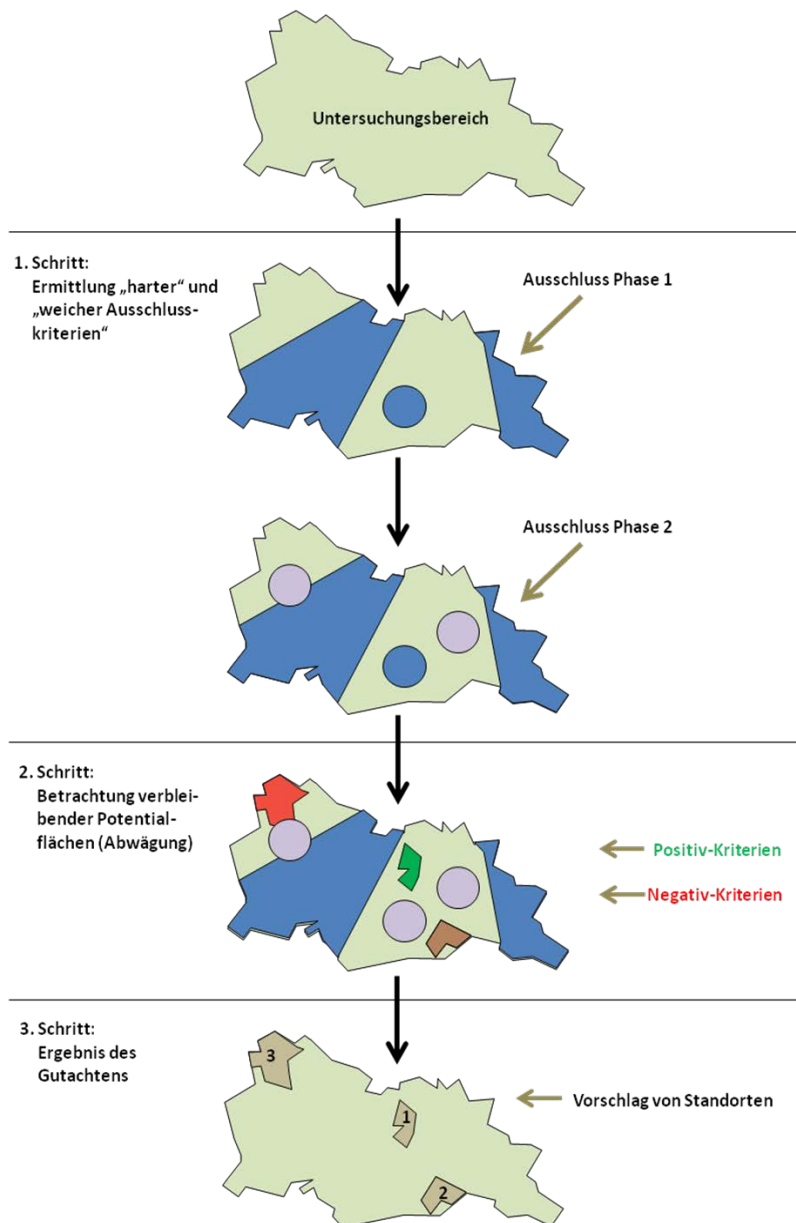 Untersuchungsbereich
1. Schritt:
Ermittlung „harter“ und
„weicher Ausschluss-
kriterien“
Ausschluss Phase 1
Ausschluss Phase 2
2. Schritt:
Betrachtung verblei-
bender Potential-
flächen (Abwägung)
Positiv-Kriterien
Negativ-Kriterien
3. Schritt:
Ergebnis des
Gutachtens
3
Vorschlag von Standorten
1
2